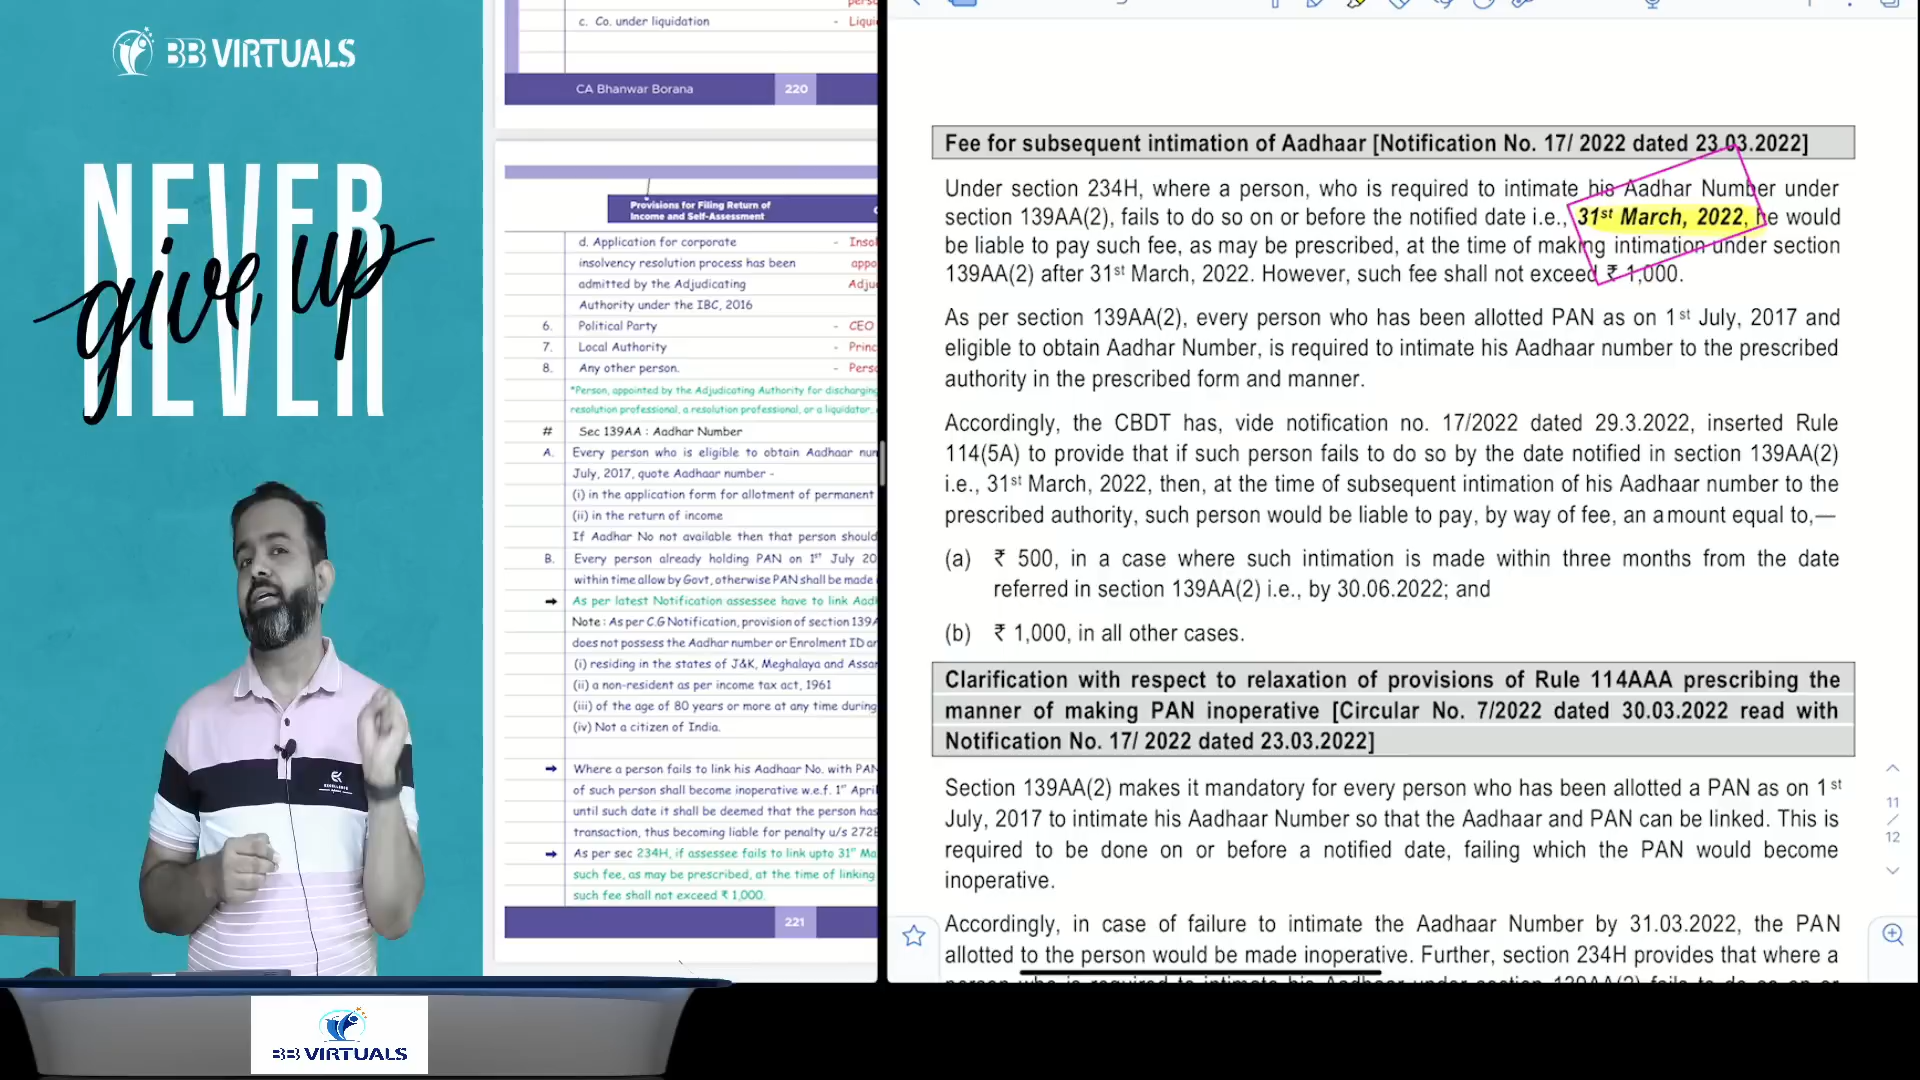 BB VIRTUALS
NEVER
give up
NEVER
BB VIRTUALS
c. Co. under liquidation -
CA Bhanwar Borana 220
Provisions for Filing Return of
Income and Self-Assessment
d. Application for corporate -
insolvency resolution process has been
admitted by the Adjudicating
Authority under the IBC, 2016
6. Political Party - CEO
7. Local Authority -
8. Any other person. -
*Person, appointed by the Adjudicating Authority for discharging
resolution professional, a resolution professional, or a liquidator,
# Sec 139AA : Aadhar Number
A. Every person who is eligible to obtain Aadhaar
July, 2017, quote Aadhaar number -
(i) in the application form for allotment of permanent
(ii) in the return of income
If Aadhar No not available then that person should
B. Every person already holding PAN on 1st July
within time allow by Govt, otherwise PAN shall be made
→ As per latest Notification assessee have to link
Note : As per C.G Notification, provision of section
does not possess the Aadhar number or Enrolment ID
(i) residing in the states of J&K, Meghalaya and
(ii) a non-resident as per income tax act, 1961
(iii) of the age of 80 years or more at any time during
(iv) Not a citizen of India.
→ Where a person fails to link his Aadhar No. with PAN
of such person shall become inoperative w.e.f. 1st April
until such date it shall be deemed that the person has
transaction, thus becoming liable for penalty u/s
→ As per sec 234H, if assessee fails to link upto 31st
such fee, as may be prescribed, at the time of linking
such fee shall not exceed ₹ 1,000.
221
Fee for subsequent intimation of Aadhaar [Notification No. 17/ 2022 dated 23.03.2022]
Under section 234H, where a person, who is required to intimate his Aadhar Number under
section 139AA(2), fails to do so on or before the notified date i.e., 31st March, 2022, he would
be liable to pay such fee, as may be prescribed, at the time of making intimation under section
139AA(2) after 31st March, 2022. However, such fee shall not exceed ₹ 1,000.
As per section 139AA(2), every person who has been allotted PAN as on 1st July, 2017 and
eligible to obtain Aadhar Number, is required to intimate his Aadhaar number to the prescribed
authority in the prescribed form and manner.
Accordingly, the CBDT has, vide notification no. 17/2022 dated 29.3.2022, inserted Rule
114(5A) to provide that if such person fails to do so by the date notified in section 139AA(2)
i.e., 31st March, 2022, then, at the time of subsequent intimation of his Aadhaar number to the
prescribed authority, such person would be liable to pay, by way of fee, an amount equal to,—
(a) ₹ 500, in a case where such intimation is made within three months from the date
referred in section 139AA(2) i.e., by 30.06.2022; and
(b) ₹ 1,000, in all other cases.
Clarification with respect to relaxation of provisions of Rule 114AAA prescribing the
manner of making PAN inoperative [Circular No. 7/2022 dated 30.03.2022 read with
Notification No. 17/ 2022 dated 23.03.2022]
Section 139AA(2) makes it mandatory for every person who has been allotted a PAN as on 1st
July, 2017 to intimate his Aadhaar Number so that the Aadhaar and PAN can be linked. This is
required to be done on or before a notified date, failing which the PAN would become
inoperative.
Accordingly, in case of failure to intimate the Aadhaar Number by 31.03.2022, the PAN
allotted to the person would be made inoperative. Further, section 234H provides that where a
11
/
12